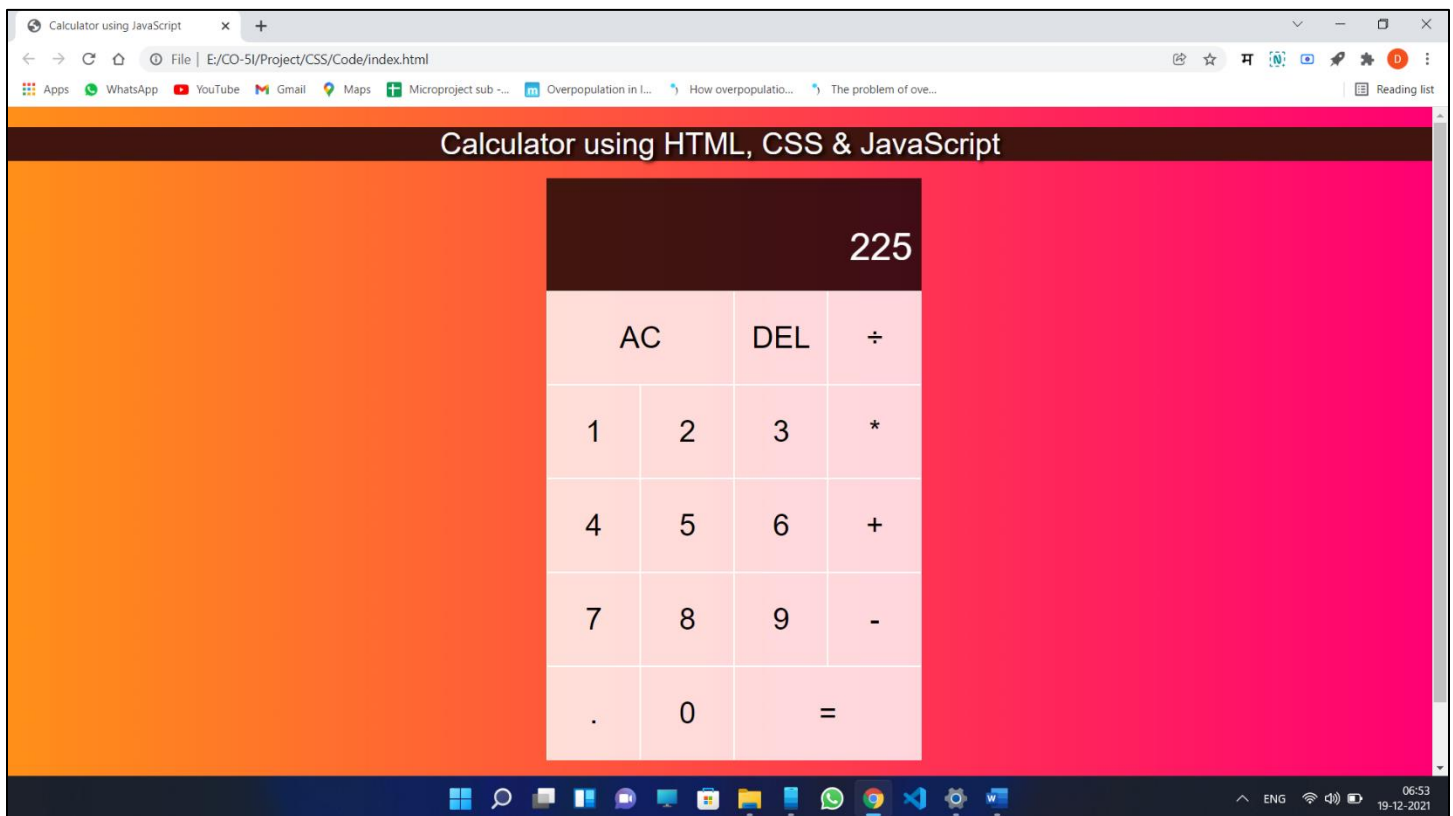 Calculator using JavaScript
File | E:/CO-5I/Project/CSS/Code/index.html
म N D
Apps WhatsApp YouTube Gmail Maps Microproject sub -... m Overpopulation in I... How overpopulatio... The problem of ove... Reading list
Calculator using HTML, CSS & JavaScript
225
AC DEL ÷
1 2 3 *
4 5 6 +
7 8 9 -
. 0 =
W ENG 06:53
19-12-2021